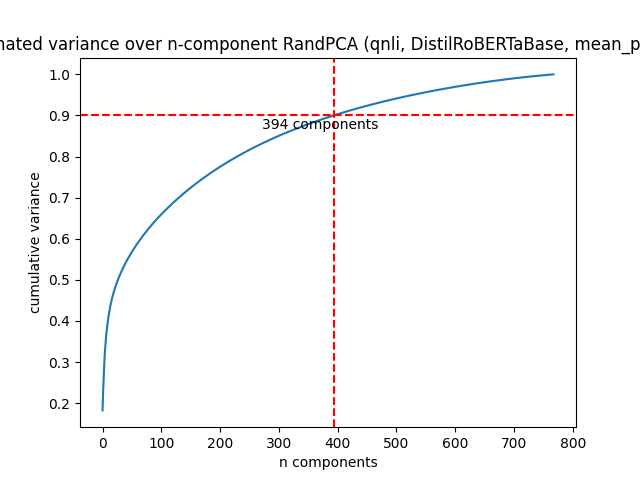 nated variance over n-component RandPCA (qnli, DistilRoBERTaBase, mean_p
1.0
0.9
394 components
0.8
0.7
0.6
0.5
0.4
0.3
0.2
cumulative variance
0 100 200 300 400 500 600 700 800
n components